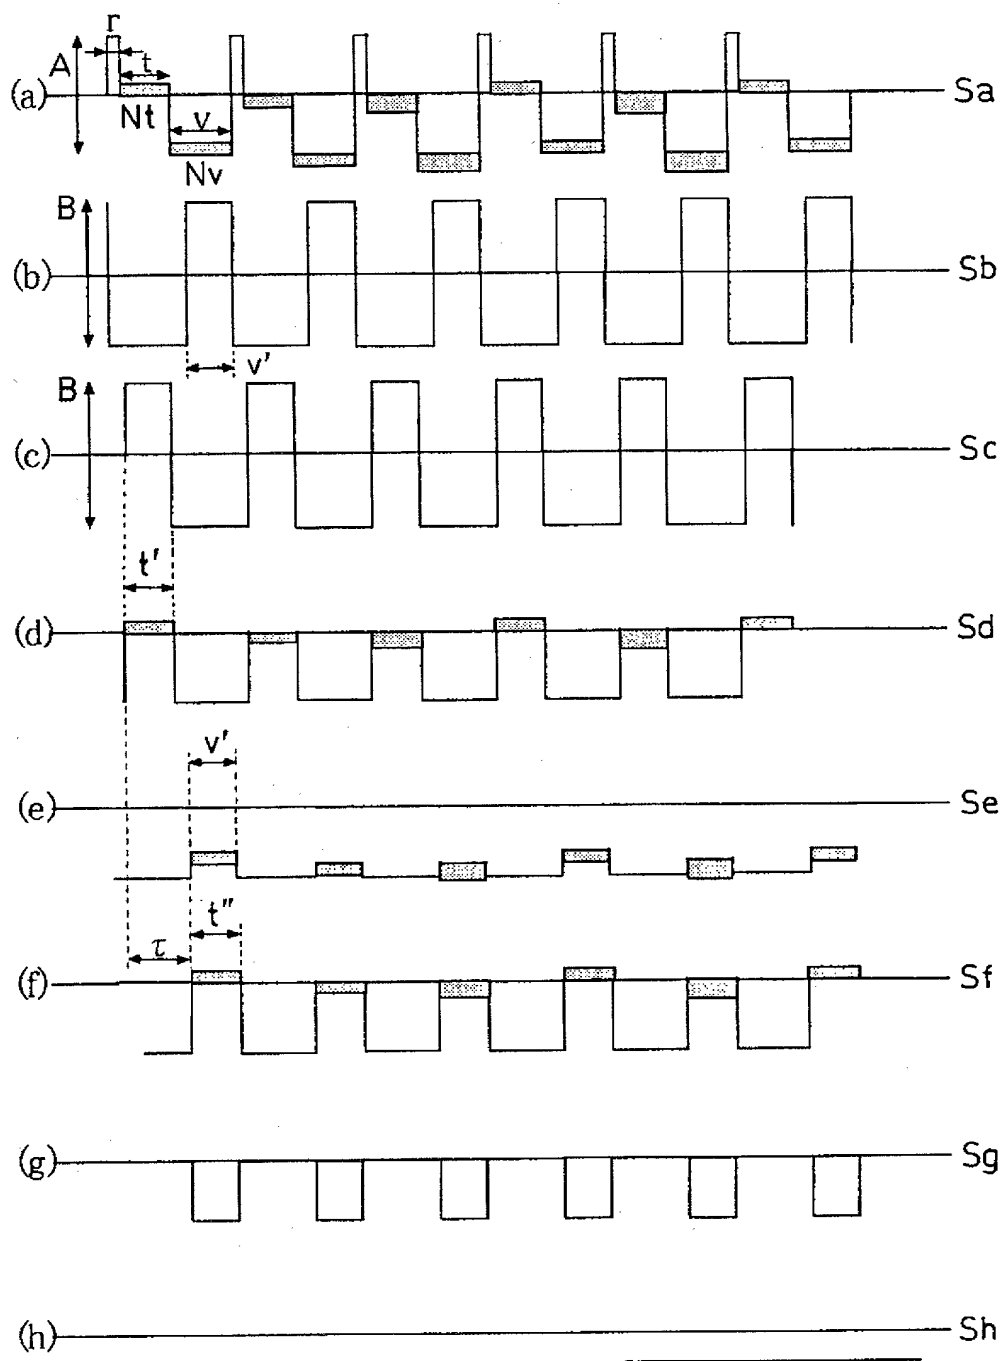 r
A
t
(a)
Sa
Nt
v
Nv
B
(b)
Sb
v'
B
(c)
Sc
t'
(d)
Sd
v'
(e)
Se
t"
τ
(f)
Sf
(g)
Sg
(h)
Sh